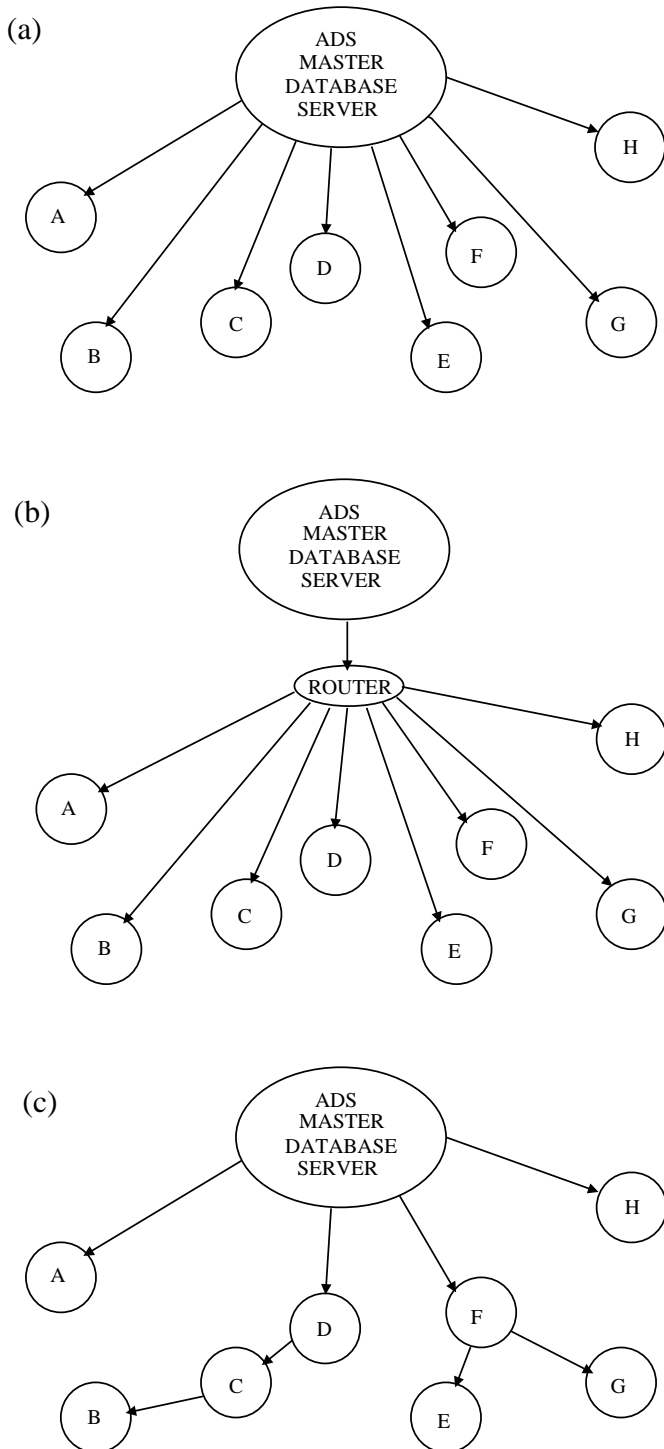 (a)
ADS
MASTER
DATABASE
SERVER
H
A
D
F
C
G
B
E
(b)
ADS
MASTER
DATABASE
SERVER
ROUTER
H
A
F
D
C
G
B
E
(c)
ADS
MASTER
DATABASE
SERVER
H
A
F
D
C
G
B
E